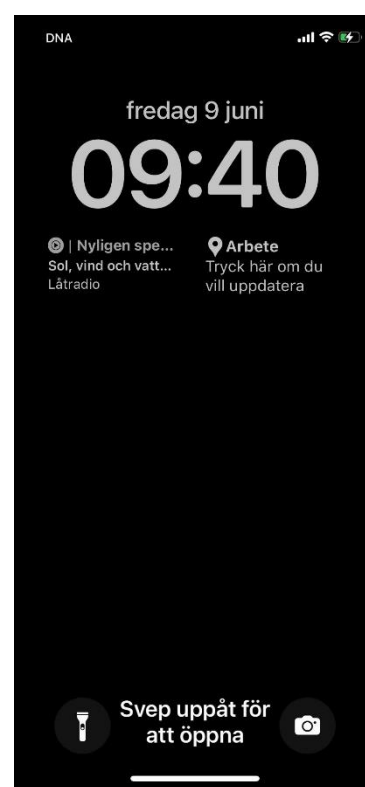 DNA
fredag 9 juni
09:40
| Nyligen spe...
Sol, vind och vatt...
Låtradio
Arbete
Tryck här om du
vill uppdatera
Svep uppåt för
att öppna